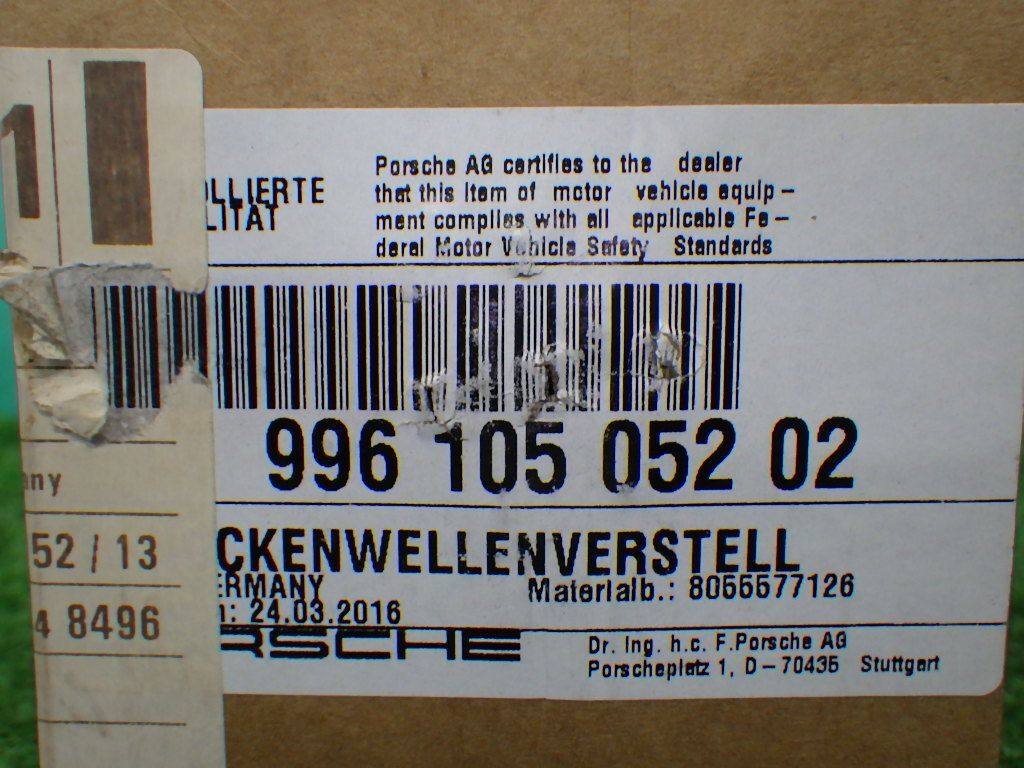 1
OLLIERTE
LITÄT
Porsche AG certifies to the dealer
that this item of motor vehicle equip-
ment complies with all applicable Fe-
deral Motor Vehicle Safety Standards
996 105 052 02
any
52 / 13
4 8496
CKENWELLENVERSTELL
ERMANY
Materialb.: 8055577126
n: 24.03.2016
RSCHE
Dr. Ing. h.c. F.Porsche AG
Porscheplatz 1, D-70435 Stuttgart